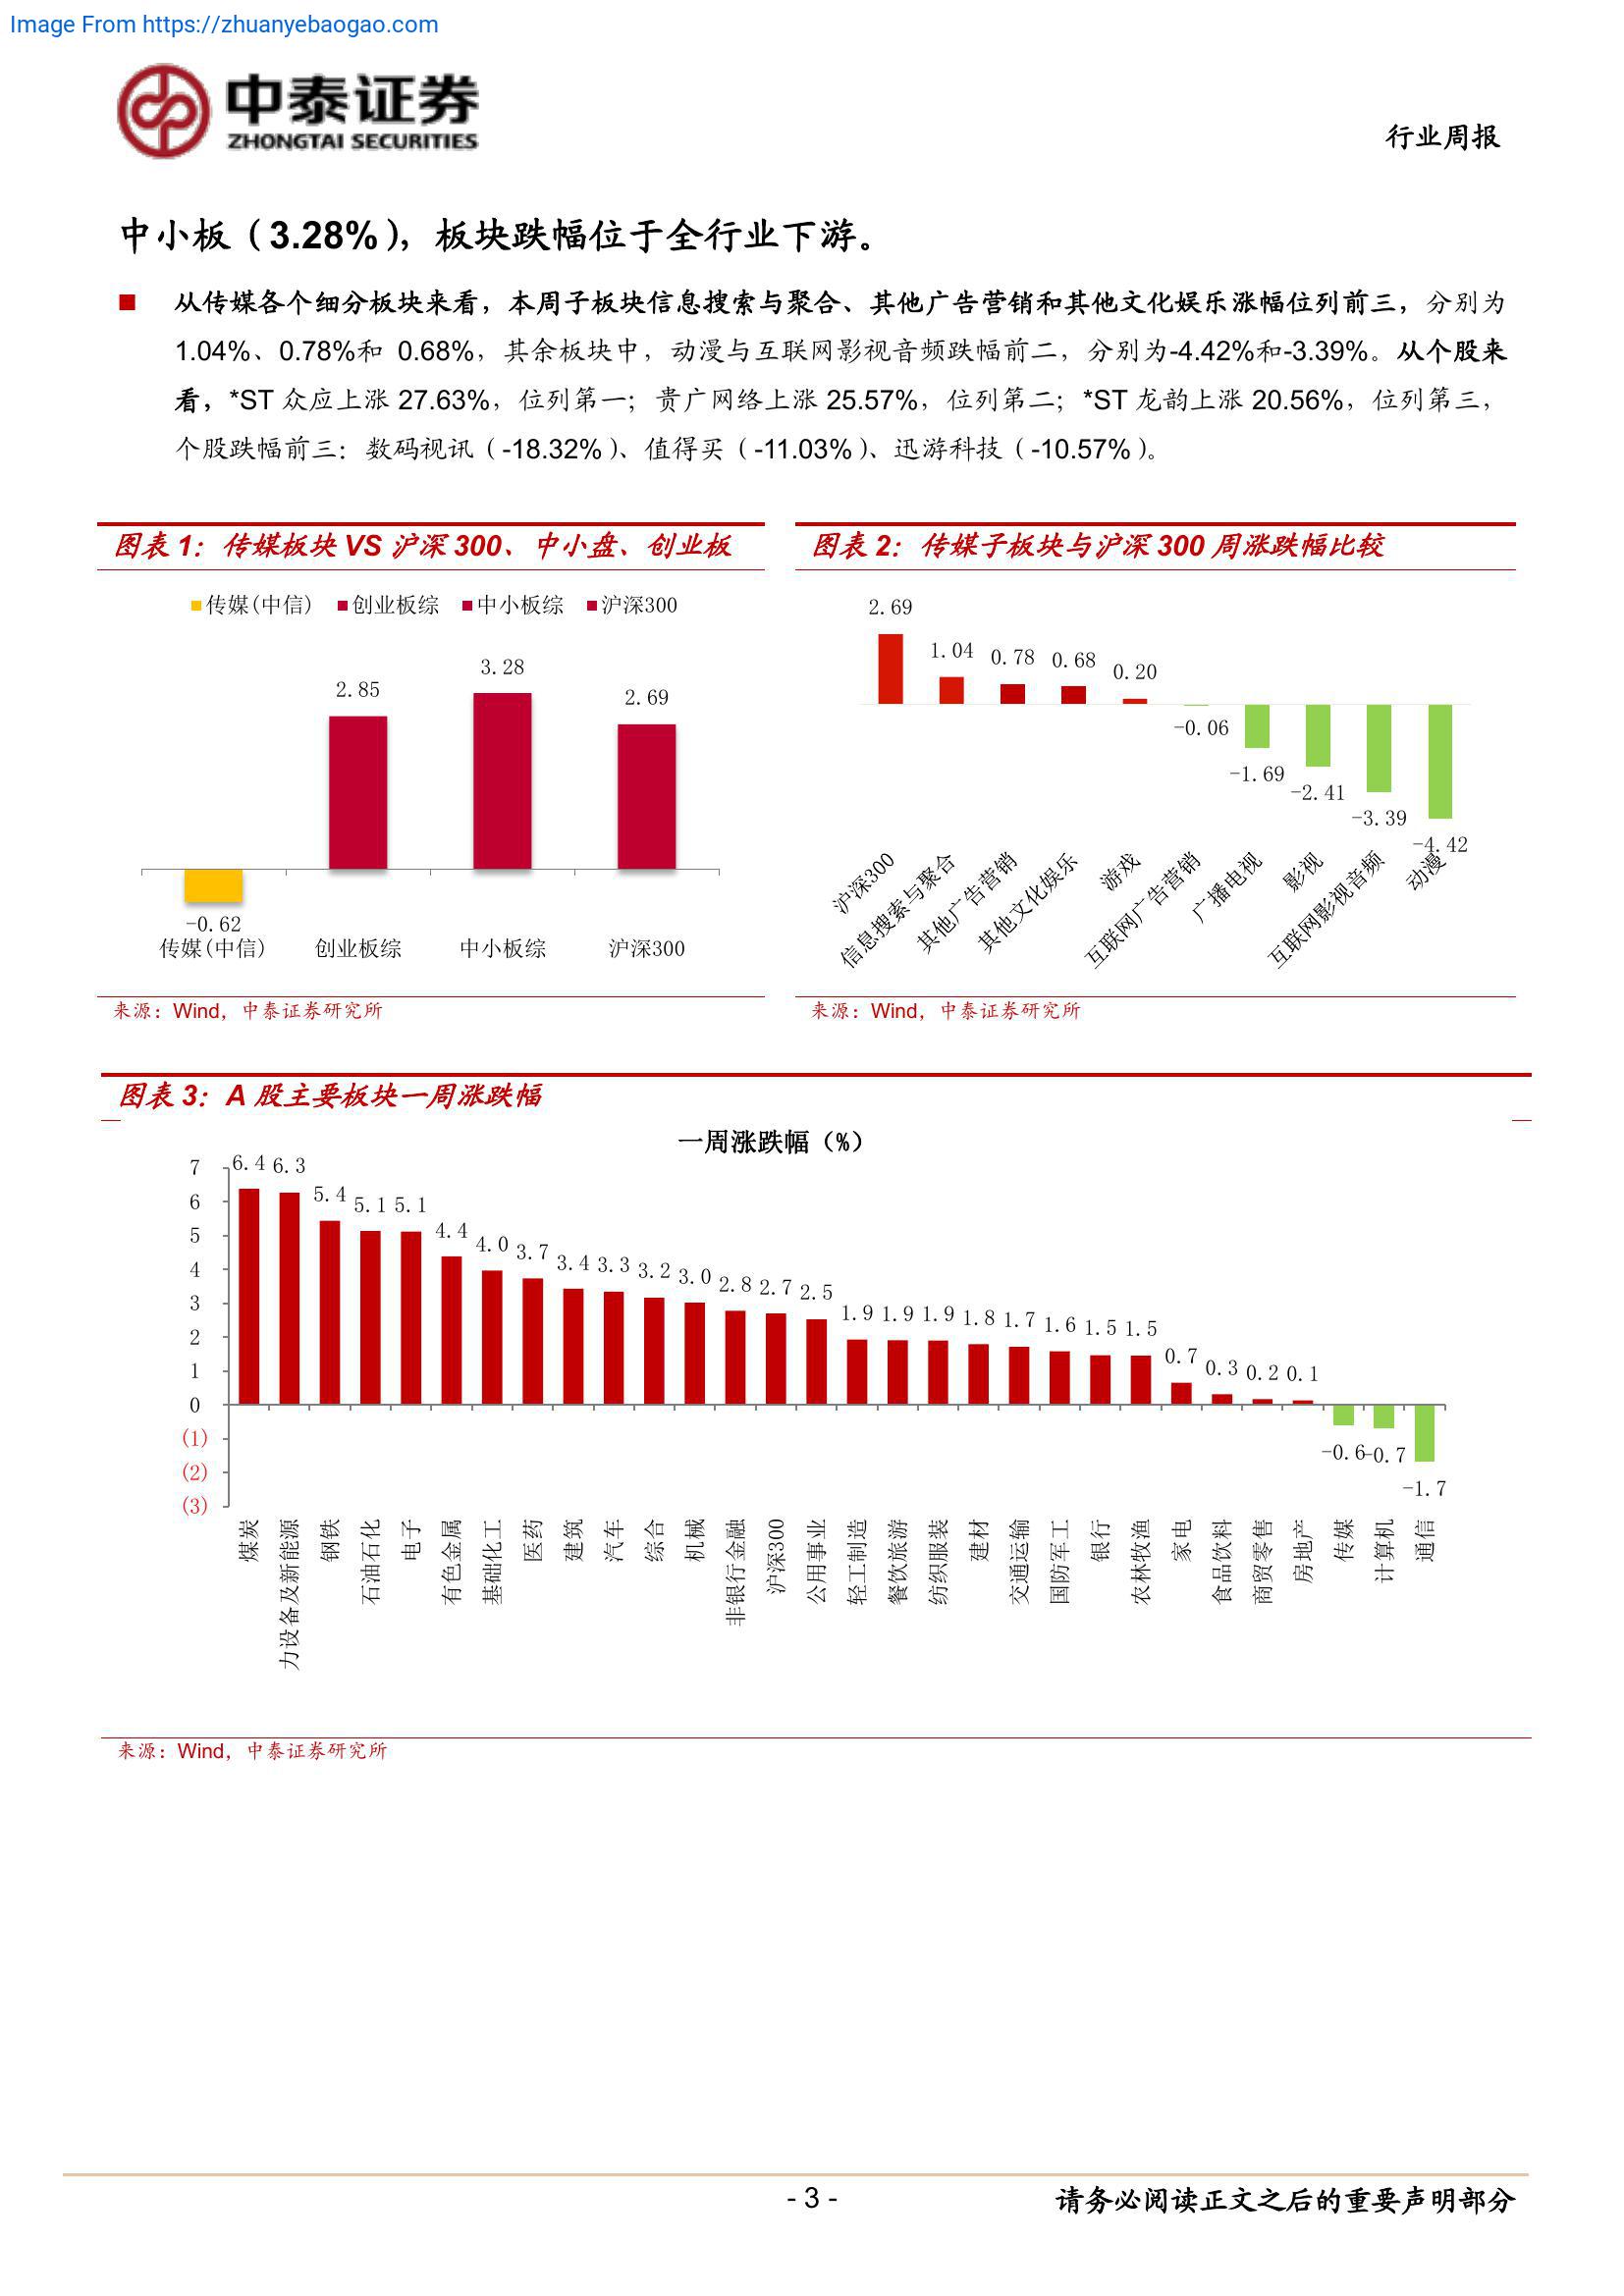 Image From https://zhuanyebaogao.com
中泰证券
ZHONGTAI SECURITIES
行业周报
中小板（3.28%），板块跌幅位于全行业下游。
■ 从传媒各个细分板块来看，本周子板块信息搜索与聚合、其他广告营销和其他文化娱乐涨幅位列前三，分别为
1.04%、0.78%和 0.68%，其余板块中，动漫与互联网影视音频跌幅前二，分别为-4.42%和-3.39%。从个股来
看，*ST 众应上涨 27.63%，位列第一；贵广网络上涨 25.57%，位列第二；*ST 龙韵上涨 20.56%，位列第三，
个股跌幅前三：数码视讯（-18.32%）、值得买（-11.03%）、迅游科技（-10.57%）。
图表 1：传媒板块 VS 沪深 300、中小盘、创业板
传媒(中信) 创业板综 中小板综 沪深300
3.28
2.85
2.69
-0.62
传媒(中信) 创业板综 中小板综 沪深300
来源：Wind，中泰证券研究所
图表 2：传媒子板块与沪深 300 周涨跌幅比较
2.69
1.04 0.78 0.68 0.20
-0.06
-1.69
-2.41
-3.39
-4.42
沪深300 信息搜索与聚合 其他广告营销 其他文化娱乐 游戏 互联网广告营销 广播电视 影视 互联网影视音频 动漫
来源：Wind，中泰证券研究所
图表 3：A 股主要板块一周涨跌幅
一周涨跌幅（%）
7
6
5
4
3
2
1
0
(1)
(2)
(3)
6.4 6.3 5.4 5.1 5.1 4.4 4.0 3.7 3.4 3.3 3.2 3.0 2.8 2.7 2.5 1.9 1.9 1.9 1.8 1.7 1.6 1.5 1.5 0.7 0.3 0.2 0.1 -0.6 -0.7 -1.7
煤炭 力设备及新能源 钢铁 石油石化 电子 有色金属 基础化工 医药 建筑 汽车 综合 机械 非银行金融 沪深300 公用事业 轻工制造 餐饮旅游 纺织服装 建材 交通运输 国防军工 银行 农林牧渔 家电 食品饮料 商贸零售 房地产 传媒 计算机 通信
来源：Wind，中泰证券研究所
- 3 -
请务必阅读正文之后的重要声明部分